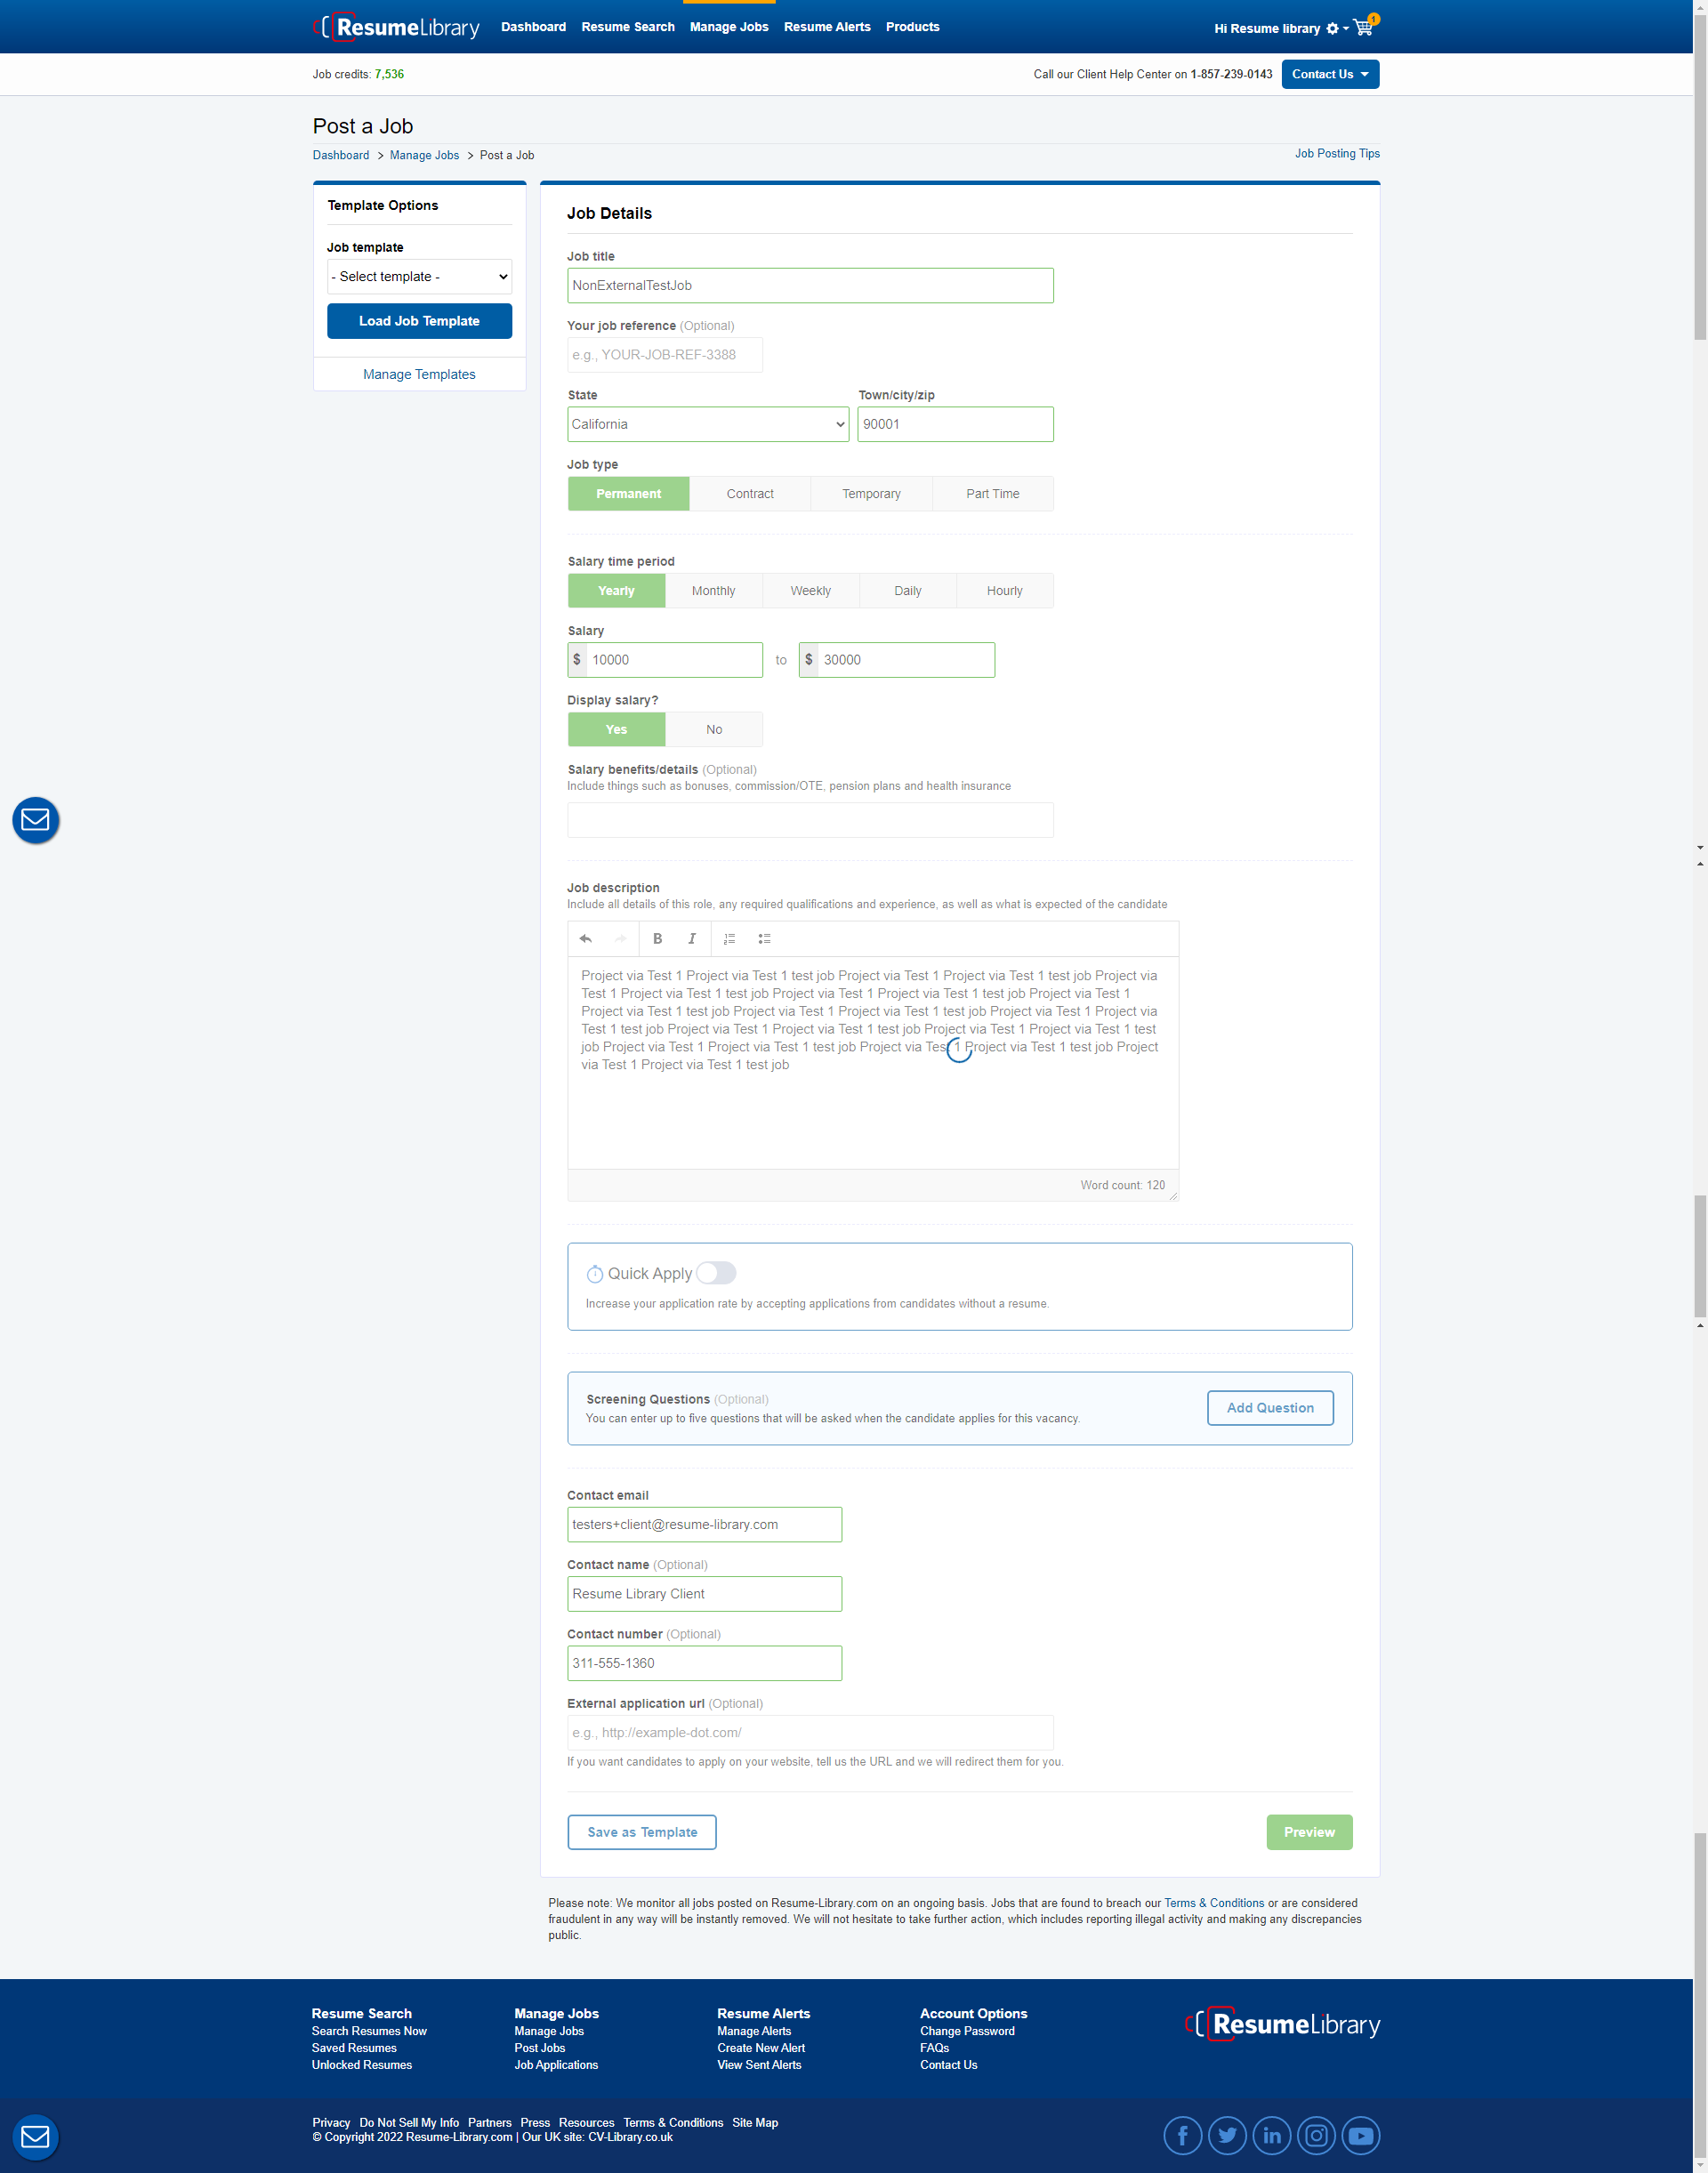 ResumeLibrary
Dashboard Resume Search Manage Jobs Resume Alerts Products
Hi Resume library
1
Job credits: 7,536
Call our Client Help Center on 1-857-239-0143
Contact Us
Post a Job
Dashboard > Manage Jobs > Post a Job
Job Posting Tips
Template Options
Job template
- Select template -
Load Job Template
Manage Templates
Job Details
Job title
NonExternalTestJob
Your job reference (Optional)
e.g., YOUR-JOB-REF-3388
State Town/city/zip
California 90001
Job type
Permanent Contract Temporary Part Time
Salary time period
Yearly Monthly Weekly Daily Hourly
Salary
$ 10000 to $ 30000
Display salary?
Yes No
Salary benefits/details (Optional)
Include things such as bonuses, commission/OTE, pension plans and health insurance
Job description
Include all details of this role, any required qualifications and experience, as well as what is expected of the candidate
B I
Project via Test 1 Project via Test 1 test job Project via Test 1 Project via Test 1 test job Project via
Test 1 Project via Test 1 test job Project via Test 1 Project via Test 1 test job Project via Test 1
Project via Test 1 test job Project via Test 1 Project via Test 1 test job Project via Test 1 Project via
Test 1 test job Project via Test 1 Project via Test 1 test job Project via Test 1 Project via Test 1 test
job Project via Test 1 Project via Test 1 test job Project via Test 1 Project via Test 1 test job Project
via Test 1 Project via Test 1 test job
Word count: 120
Quick Apply
Increase your application rate by accepting applications from candidates without a resume.
Screening Questions (Optional)
You can enter up to five questions that will be asked when the candidate applies for this vacancy.
Add Question
Contact email
testers+client@resume-library.com
Contact name (Optional)
Resume Library Client
Contact number (Optional)
311-555-1360
External application url (Optional)
e.g., http://example-dot.com/
If you want candidates to apply on your website, tell us the URL and we will redirect them for you.
Save as Template
Preview
Please note: We monitor all jobs posted on Resume-Library.com on an ongoing basis. Jobs that are found to breach our Terms & Conditions or are considered
fraudulent in any way will be instantly removed. We will not hesitate to take further action, which includes reporting illegal activity and making any discrepancies
public.
Resume Search Manage Jobs Resume Alerts Account Options
Search Resumes Now Manage Jobs Manage Alerts Change Password
Saved Resumes Post Jobs Create New Alert FAQs
Unlocked Resumes Job Applications View Sent Alerts Contact Us
ResumeLibrary
Privacy Do Not Sell My Info Partners Press Resources Terms & Conditions Site Map
© Copyright 2022 Resume-Library.com | Our UK site: CV-Library.co.uk